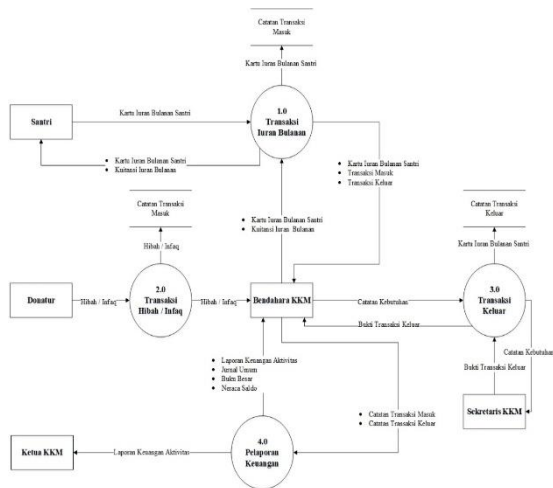 Catatan Transaksi
Masuk
Kartu Iuran Bulanan Santri
Santri
Kartu Iuran Bulanan Santri
1.0
Transaksi
Iuran Bulanan
• Kartu Iuran Bulanan Santri
• Kuitansi Iuran Bulanan
• Kartu Iuran Bulanan Santri
• Transaksi Masuk
• Transaksi Keluar
Catatan Transaksi
Masuk
Hibah / Infaq
• Kartu Iuran Bulanan Santri
• Kuitansi Iuran Bulanan
Catatan Transaksi
Keluar
Kartu Iuran Bulanan Santri
Donatur
Hibah / Infaq
2.0
Transaksi
Hibah / Infaq
Hibah / Infaq
Bendahara KKM
Catatan Kebutuhan
3.0
Transaksi
Keluar
Bukti Transaksi Keluar
Catatan Kebutuhan
Bukti Transaksi Keluar
Sekretaris KKM
• Laporan Keuangan Aktivitas
• Jurnal Umum
• Buku Besar
• Neraca Saldo
• Catatan Transaksi Masuk
• Catatan Transaksi Keluar
Ketua KKM
Laporan Keuangan Aktivitas
4.0
Pelaporan
Keuangan